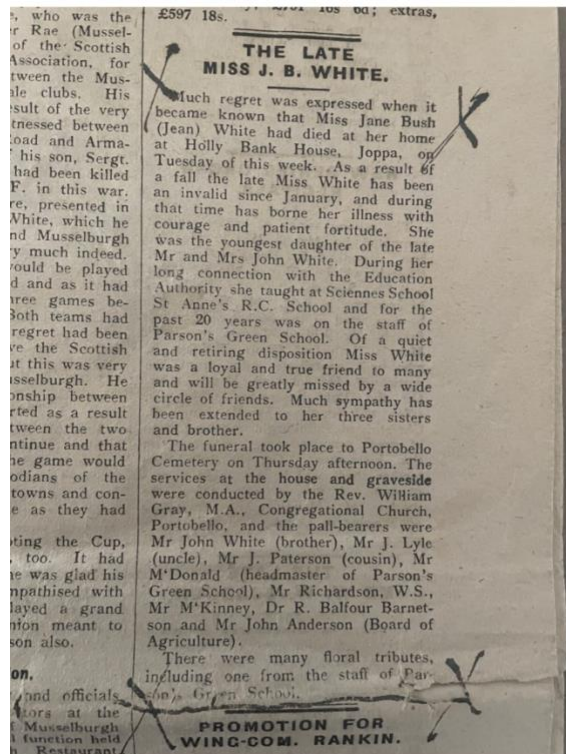 , who was the
r Rae (Mussel-
of the Scottish
Association, for
tween the Mus-
le clubs. His
sult of the very
tnessed between
oad and Arma-
his son, Sergt.
had been killed
F. in this war.
re, presented in
White, which he
nd Musselburgh
y much indeed.
ould be played
d and as it had
ree games be-
Both teams had
regret had been
ve the Scottish
ut this was very
sselburgh. He
onship between
rted as a result
tween the two
ntinue and that
e game would
odians of the
towns and con-
e as they had
ting the Cup,
too. It had
e was glad his
mpathised with
layed a grand
nion meant to
son also.
on.
and officials
tors at the
Musselburgh
function held
Restaurant
£597 18s. 16s 6d; extras,
THE LATE
MISS J. B. WHITE.
Much regret was expressed when it
became known that Miss Jane Bush
(Jean) White had died at her home
at Holly Bank House, Joppa, on
Tuesday of this week. As a result of
a fall the late Miss White has been
an invalid since January, and during
that time has borne her illness with
courage and patient fortitude. She
was the youngest daughter of the late
Mr and Mrs John White. During her
long connection with the Education
Authority she taught at Sciennes School
St Anne's R.C. School and for the
past 20 years was on the staff of
Parson's Green School. Of a quiet
and retiring disposition Miss White
was a loyal and true friend to many
and will be greatly missed by a wide
circle of friends. Much sympathy has
been extended to her three sisters
and brother.
The funeral took place to Portobello
Cemetery on Thursday afternoon. The
services at the house and graveside
were conducted by the Rev. William
Gray, M.A., Congregational Church,
Portobello, and the pall-bearers were
Mr John White (brother), Mr J. Lyle
(uncle), Mr J. Paterson (cousin), Mr
M'Donald (headmaster of Parson's
Green School), Mr Richardson, W.S.,
Mr M'Kinney, Dr R. Balfour Barnet-
son and Mr John Anderson (Board of
Agriculture).
There were many floral tributes,
including one from the staff of Par-
son's Green School.
PROMOTION FOR
WING-COM. RANKIN.